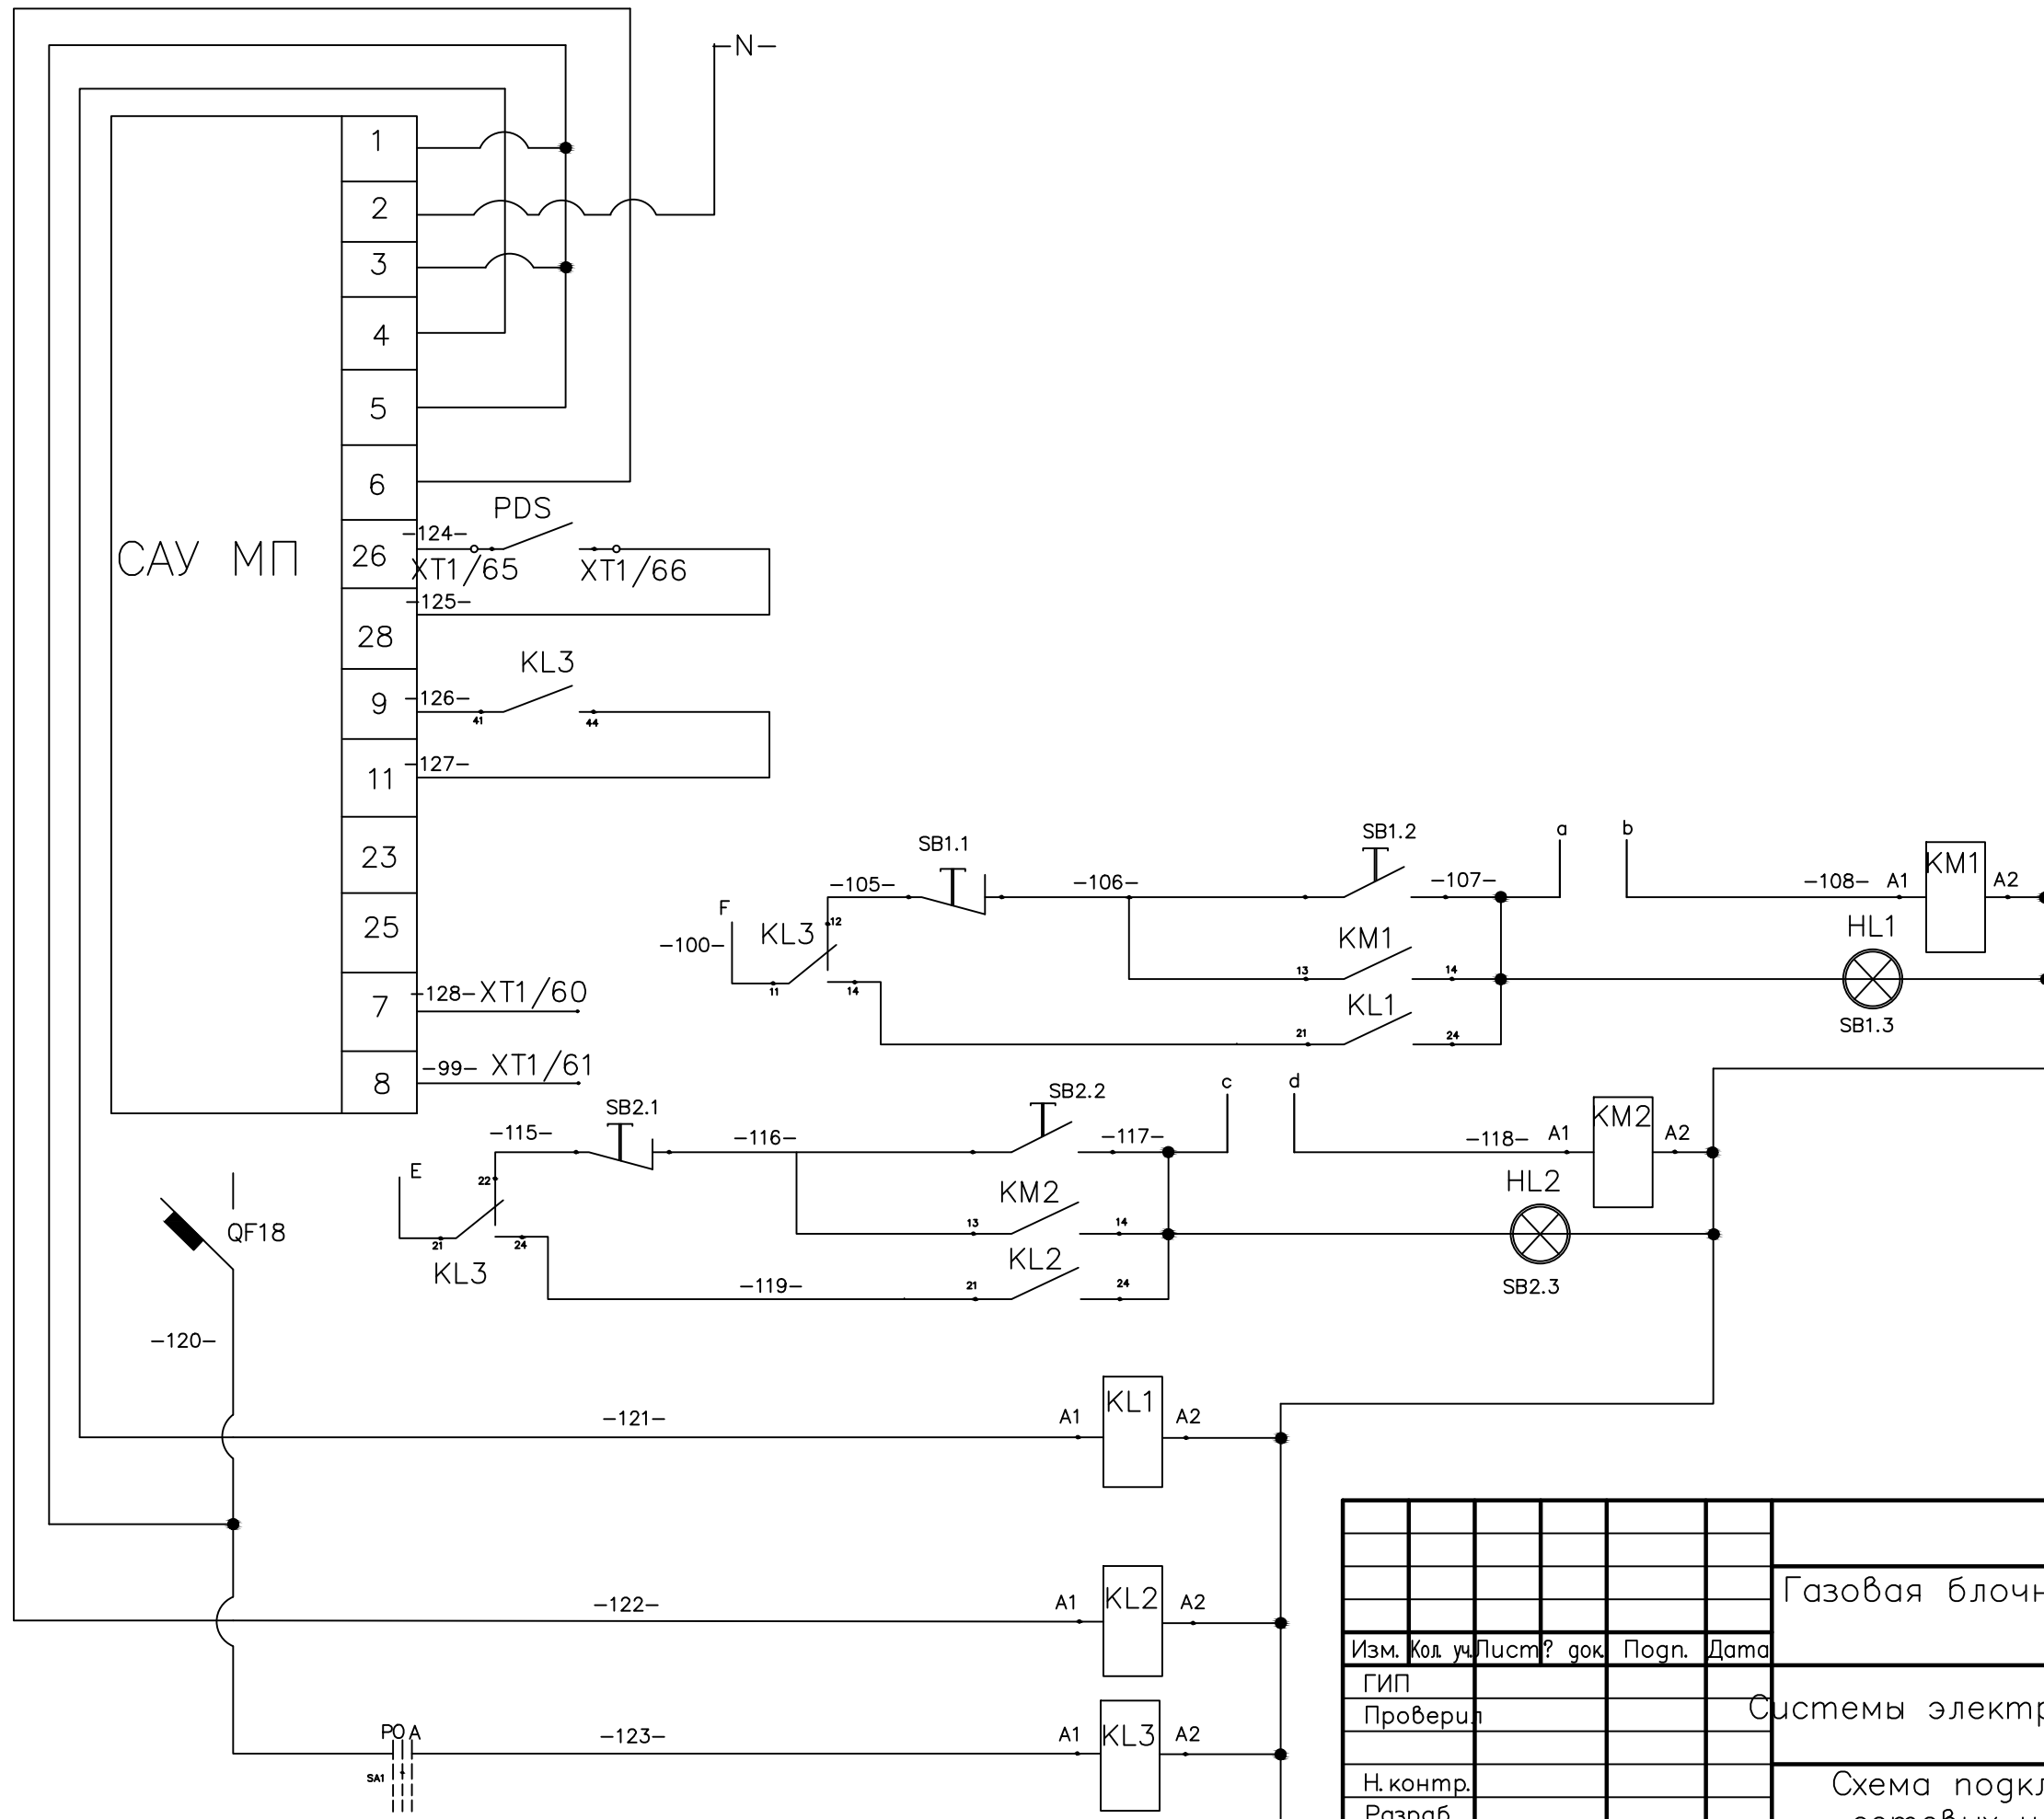 -N-
1
2
3
4
5
6
САУ МП
PDS
-124-
26
XT1/65
XT1/66
-125-
28
KL3
-126-
9
41
44
-127-
11
23
25
-128- XT1/60
7
-99- XT1/61
8
SB1.1
SB1.2
a
b
-105-
-106-
-107-
-108-
A1
KM1
A2
F
KL3
12
-100-
11
14
KM1
13
14
HL1
SB1.3
KL1
21
24
SB2.1
SB2.2
c
d
-115-
-116-
-117-
-118-
A1
KM2
A2
E
22
21
24
KL3
KM2
13
14
HL2
SB2.3
KL2
-119-
21
24
QF18
-120-
-121-
A1
KL1
A2
-122-
A1
KL2
A2
РОА
SA1
-123-
A1
KL3
A2
Газовая блочн
Изм.
Кол. уч.
Лист
? док.
Подп.
Дата
ГИП
Проверил
Системы электр
Н. контр.
Схема подкл
Разраб